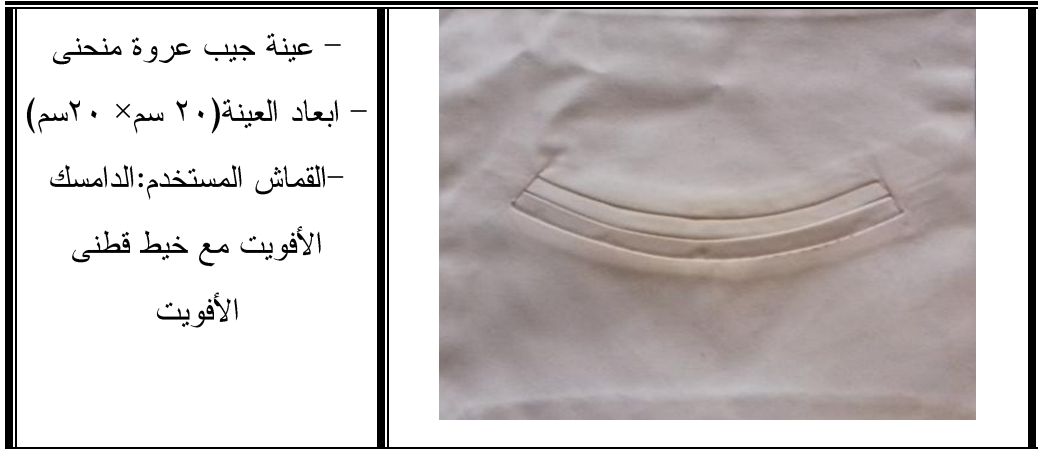 - عينة جيب عروة منحنى
- ابعاد العينة(٢٠ سم× ٢٠سم)
-القماش المستخدم:الدامسك
الأفويت مع خيط قطنى
الأفويت